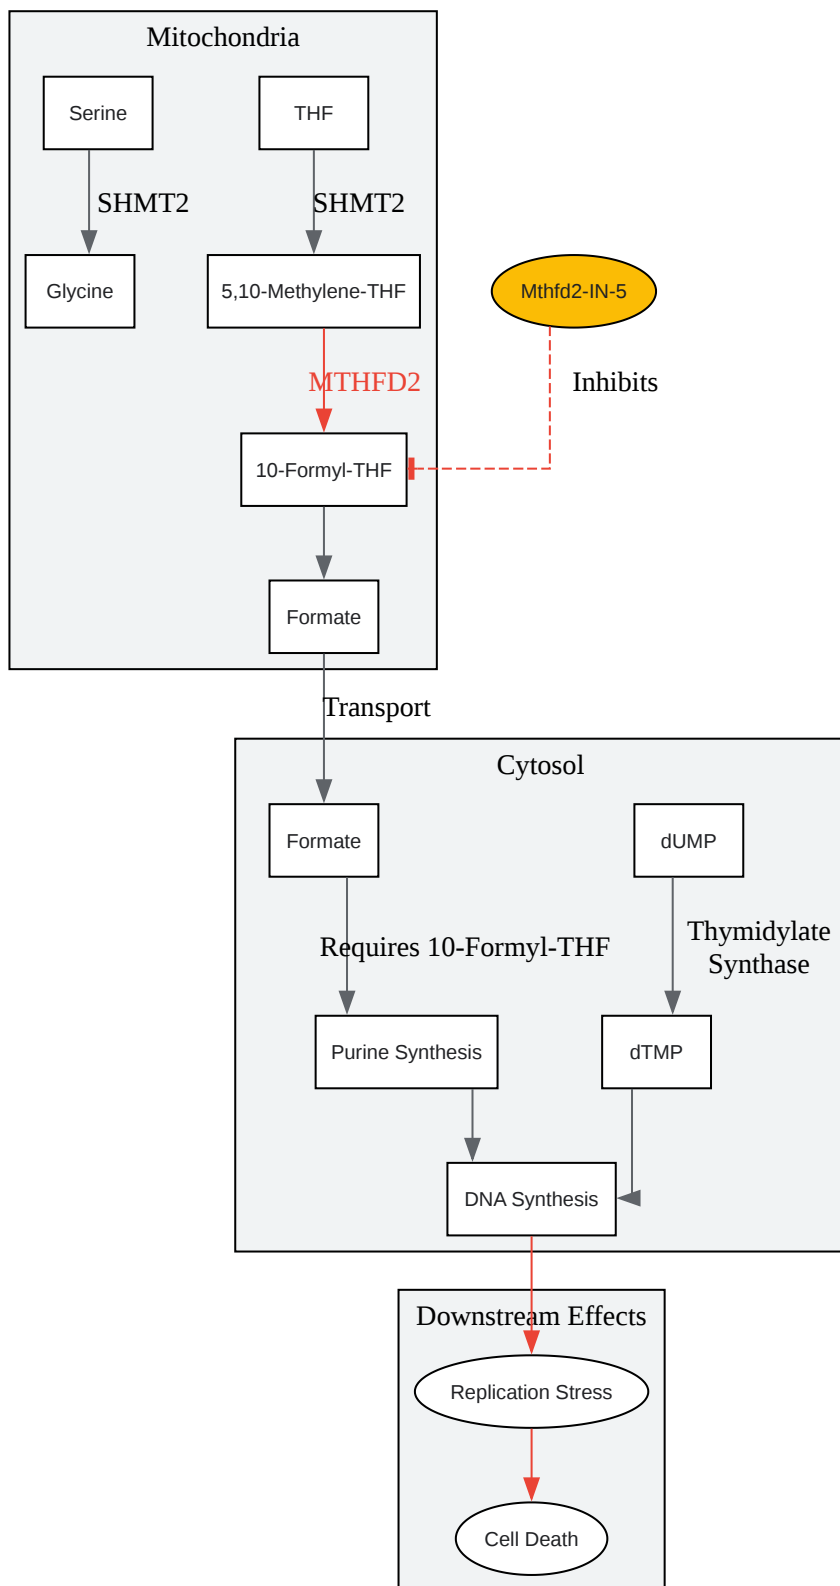 Mitochondria
Serine
THF
SHMT2
SHMT2
Glycine
5,10-Methylene-THF
Mthfd2-IN-5
MTHFD2
Inhibits
10-Formyl-THF
Formate
Transport
Cytosol
Formate
dUMP
Requires 10-Formyl-THF
Thymidylate
Synthase
Purine Synthesis
dTMP
DNA Synthesis
Downstream Effects
Replication Stress
Cell Death